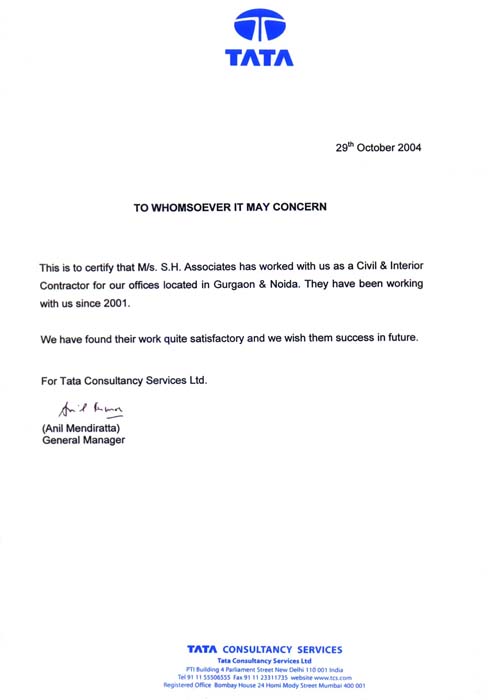 TATA
29th October 2004
TO WHOMSOEVER IT MAY CONCERN
This is to certify that M/s. S.H. Associates has worked with us as a Civil & Interior
Contractor for our offices located in Gurgaon & Noida. They have been working
with us since 2001.
We have found their work quite satisfactory and we wish them success in future.
For Tata Consultancy Services Ltd.
(Anil Mendiratta)
General Manager
TATA CONSULTANCY SERVICES
Tata Consultancy Services Ltd
PTI Building 4 Parliament Street New Delhi 110 001 India
Tel 91 11 55506555 Fax 91 11 23311735 website www.tcs.com
Registered Office Bombay House 24 Homi Mody Street Mumbai 400 001